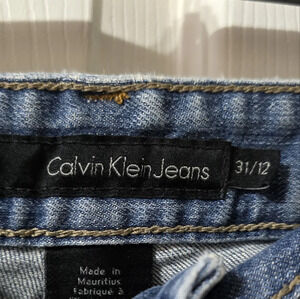 Calvin Klein Jeans
31/12
Made in
Mauritius
Fabriqué à